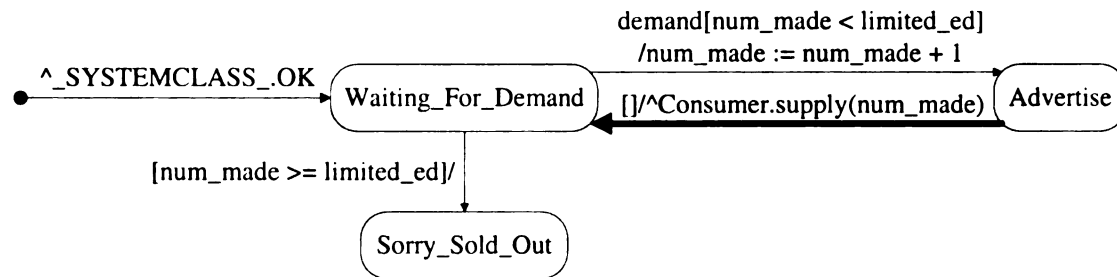 demand[num_made < limited_ed]
/num_made := num_made + 1
^_SYSTEMCLASS_.OK
Waiting_For_Demand
[]/^Consumer.supply(num_made)
Advertise
[num_made >= limited_ed]/
Sorry_Sold_Out